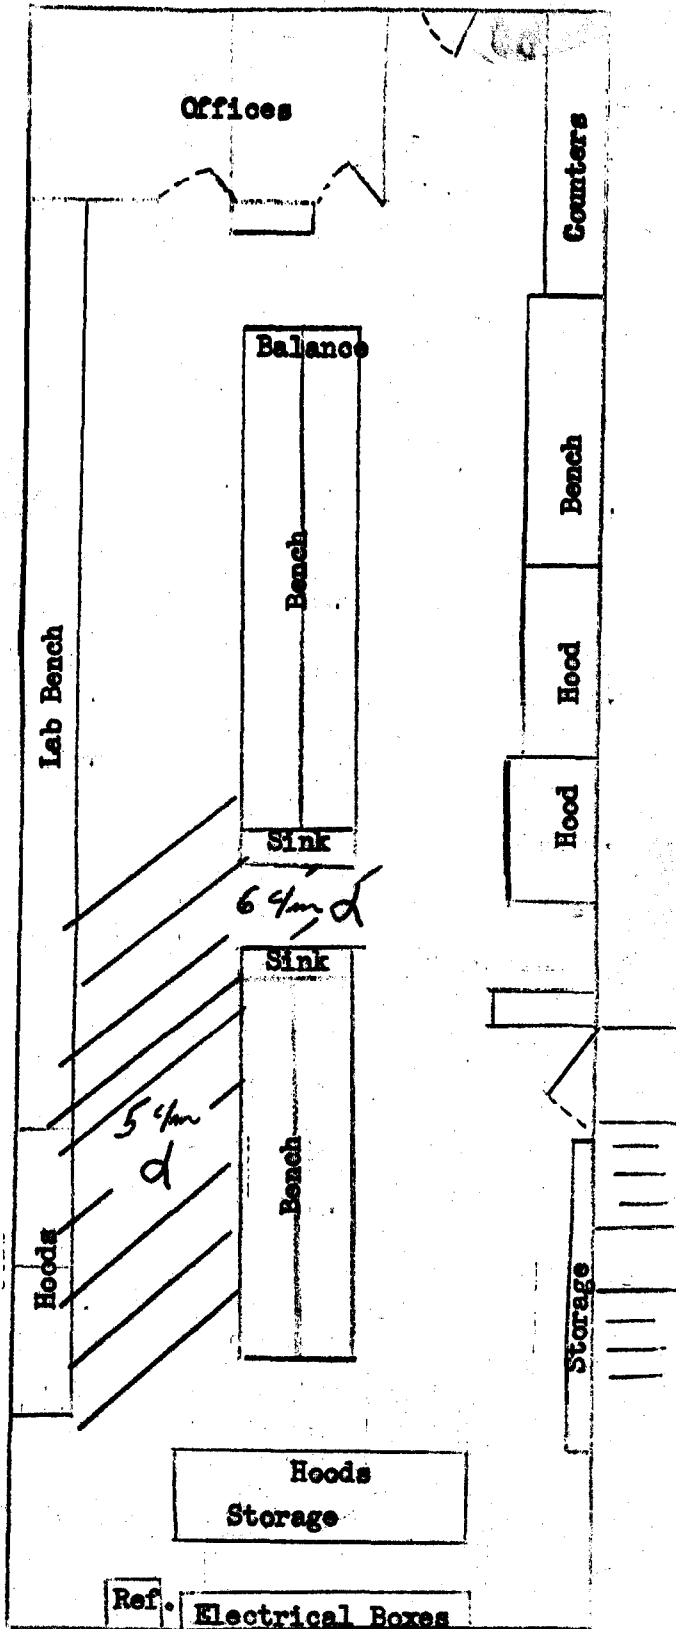 Offices
Counters
Balance
Bench
Bench
Lab Bench
Hood
Hood
Sink
6 c/m α
Sink
5 c/m
α
Bench
Hoods
Storage
Hoods
Storage
Ref.
Electrical Boxes